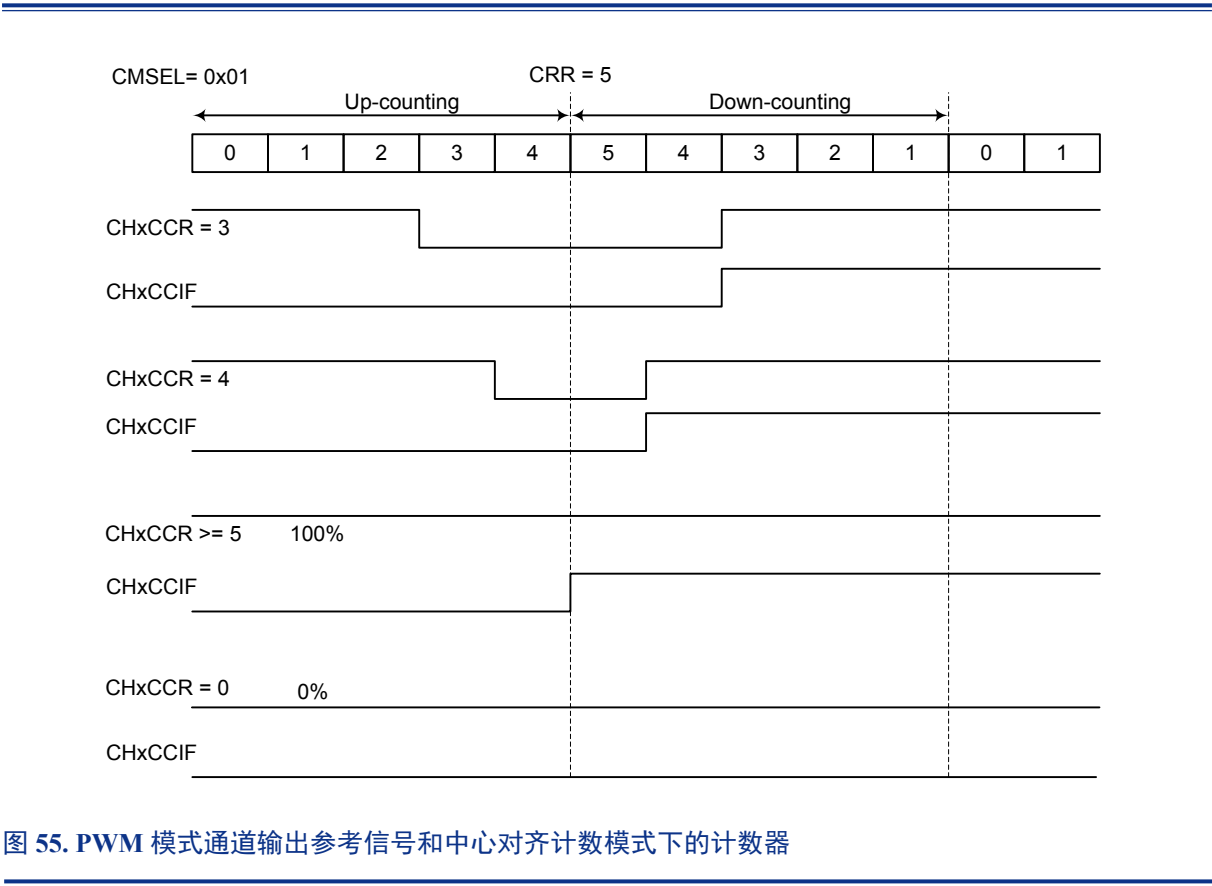 CMSEL= 0x01 CRR = 5
Up-counting Down-counting
0 1 2 3 4 5 4 3 2 1 0 1
CHxCCR = 3
CHxCCIF
CHxCCR = 4
CHxCCIF
CHxCCR >= 5 100%
CHxCCIF
CHxCCR = 0 0%
CHxCCIF
图 55. PWM 模式通道输出参考信号和中心对齐计数模式下的计数器